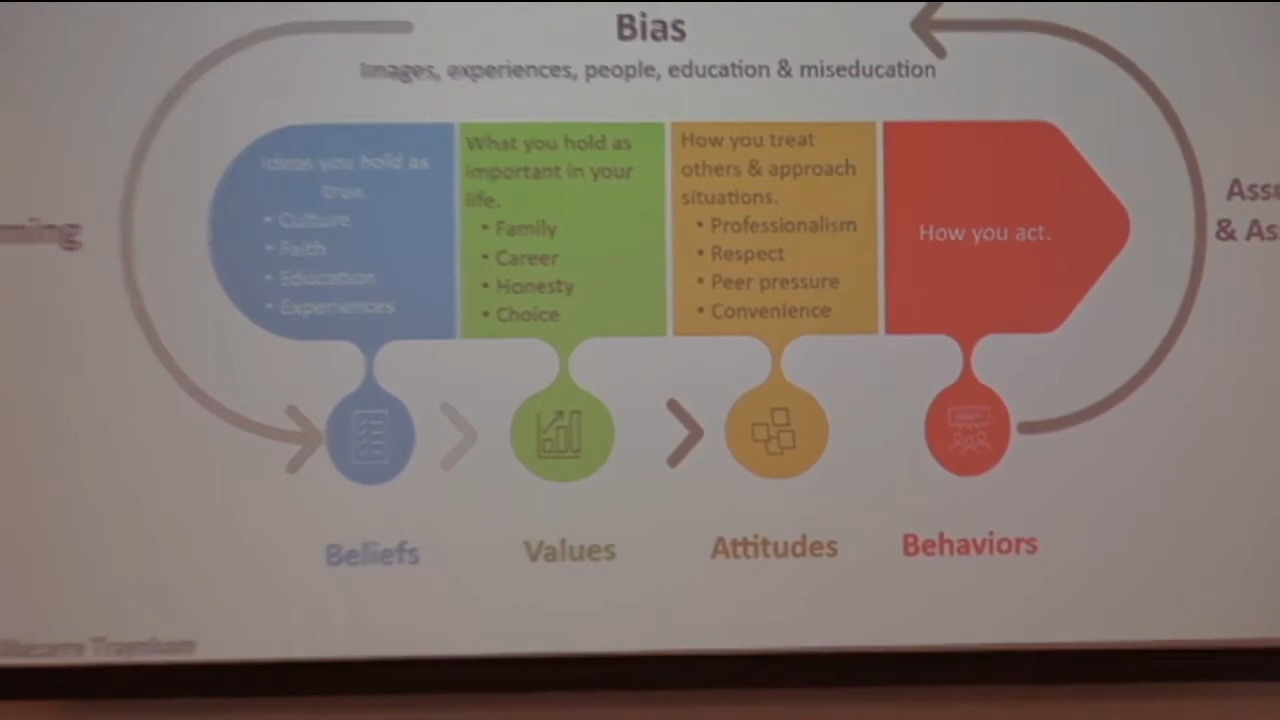 Bias
Images, experiences, people, education & miseducation
Ideas you hold as
true.
• Culture
• Faith
• Education
• Experiences
What you hold as
important in your
life.
• Family
• Career
• Honesty
• Choice
How you treat
others & approach
situations.
• Professionalism
• Respect
• Peer pressure
• Convenience
How you act.
& As
Beliefs
Values
Attitudes
Behaviors